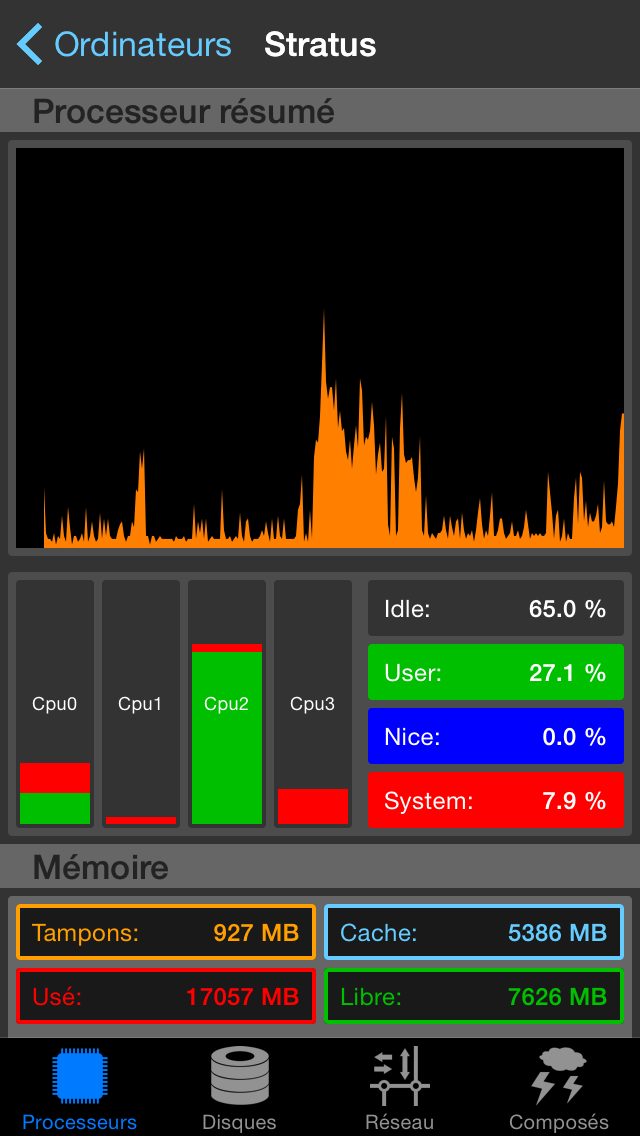 Ordinateurs Stratus
Processeur résumé
Cpu0 Cpu1 Cpu2 Cpu3
Idle: 65.0 %
User: 27.1 %
Nice: 0.0 %
System: 7.9 %
Mémoire
Tampons: 927 MB Cache: 5386 MB
Usé: 17057 MB Libre: 7626 MB
Processeurs Disques Réseau Composés